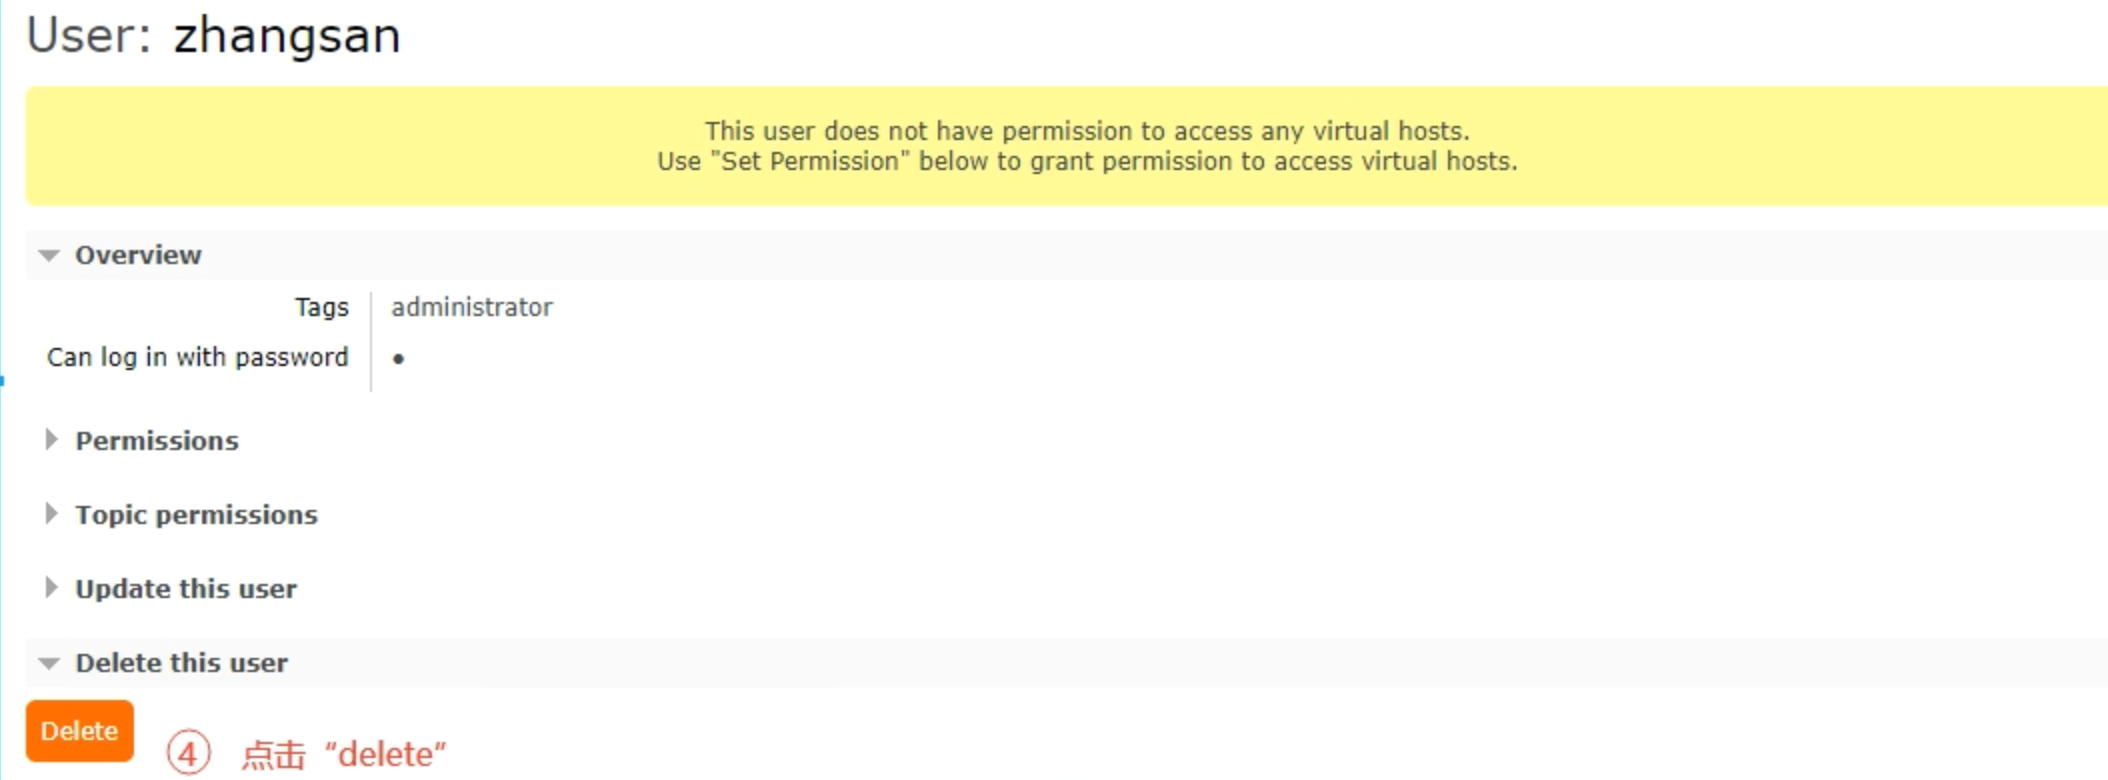 User: zhangsan
This user does not have permission to access any virtual hosts.
Use "Set Permission" below to grant permission to access virtual hosts.
Overview
Tags administrator
Can log in with password •
Permissions
Topic permissions
Update this user
Delete this user
Delete
④ 点击 “delete”